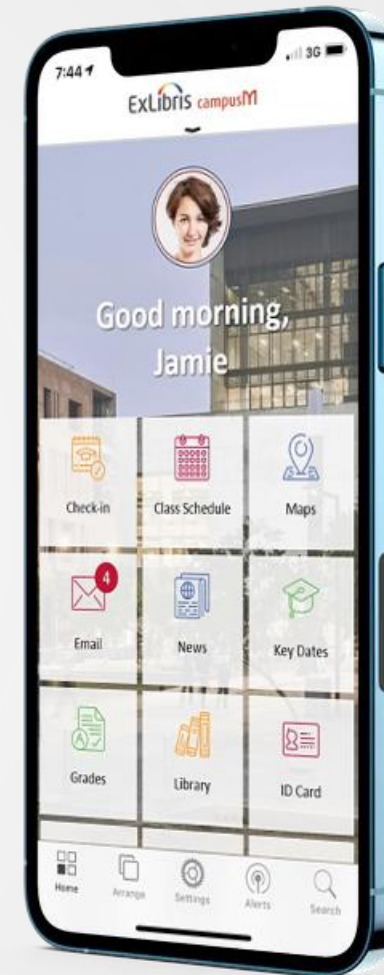 7:44
3G
ExLibris campusM
Good morning,
Jamie
Check-in Class Schedule Maps
4
Email News Key Dates
A
Grades Library ID Card
Home Arrange Settings Alerts Search